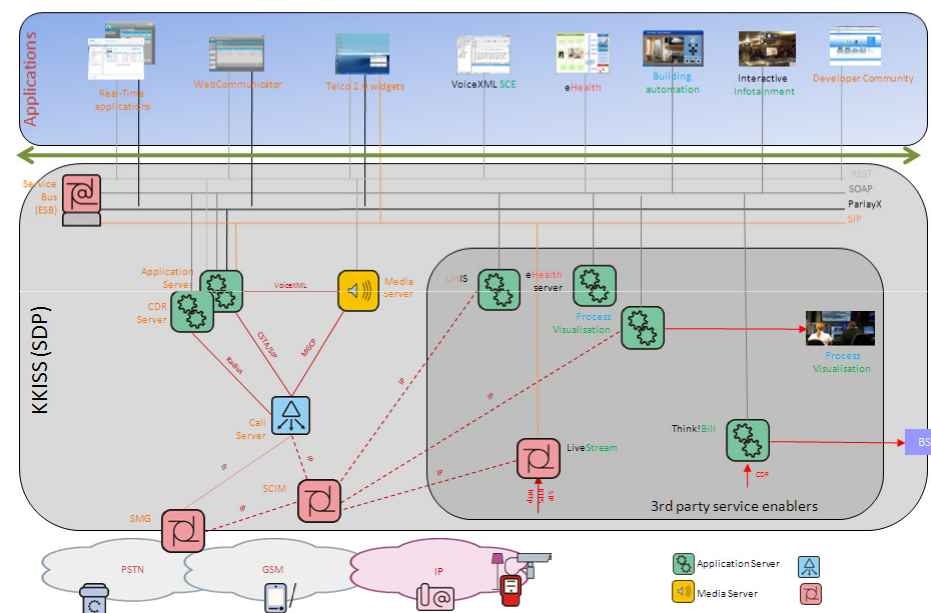 Applications
Real-Time
applications
WebCommunicator
Telco 2.0 widgets
VoiceXML SCE
eHealth
Building
automation
Interactive
Infotainment
Developer Community
KKISS (SDP)
Service
Bus
(ESB)
REST
SOAP
ParlayX
SIP
Application
Server
CDR
Server
VoiceXML
Media
Server
UHIS
eHealth
server
Process
Visualisation
Process
Visualisation
Radius
CSTA/SIP
MGCP
IP
IP
Call
Server
IP
IP
SCIM
IP
IP
SMG
LiveStream
SIP
Think!Bill
CDR
BS
3rd party service enablers
PSTN
GSM
IP
Application Server
Media Server